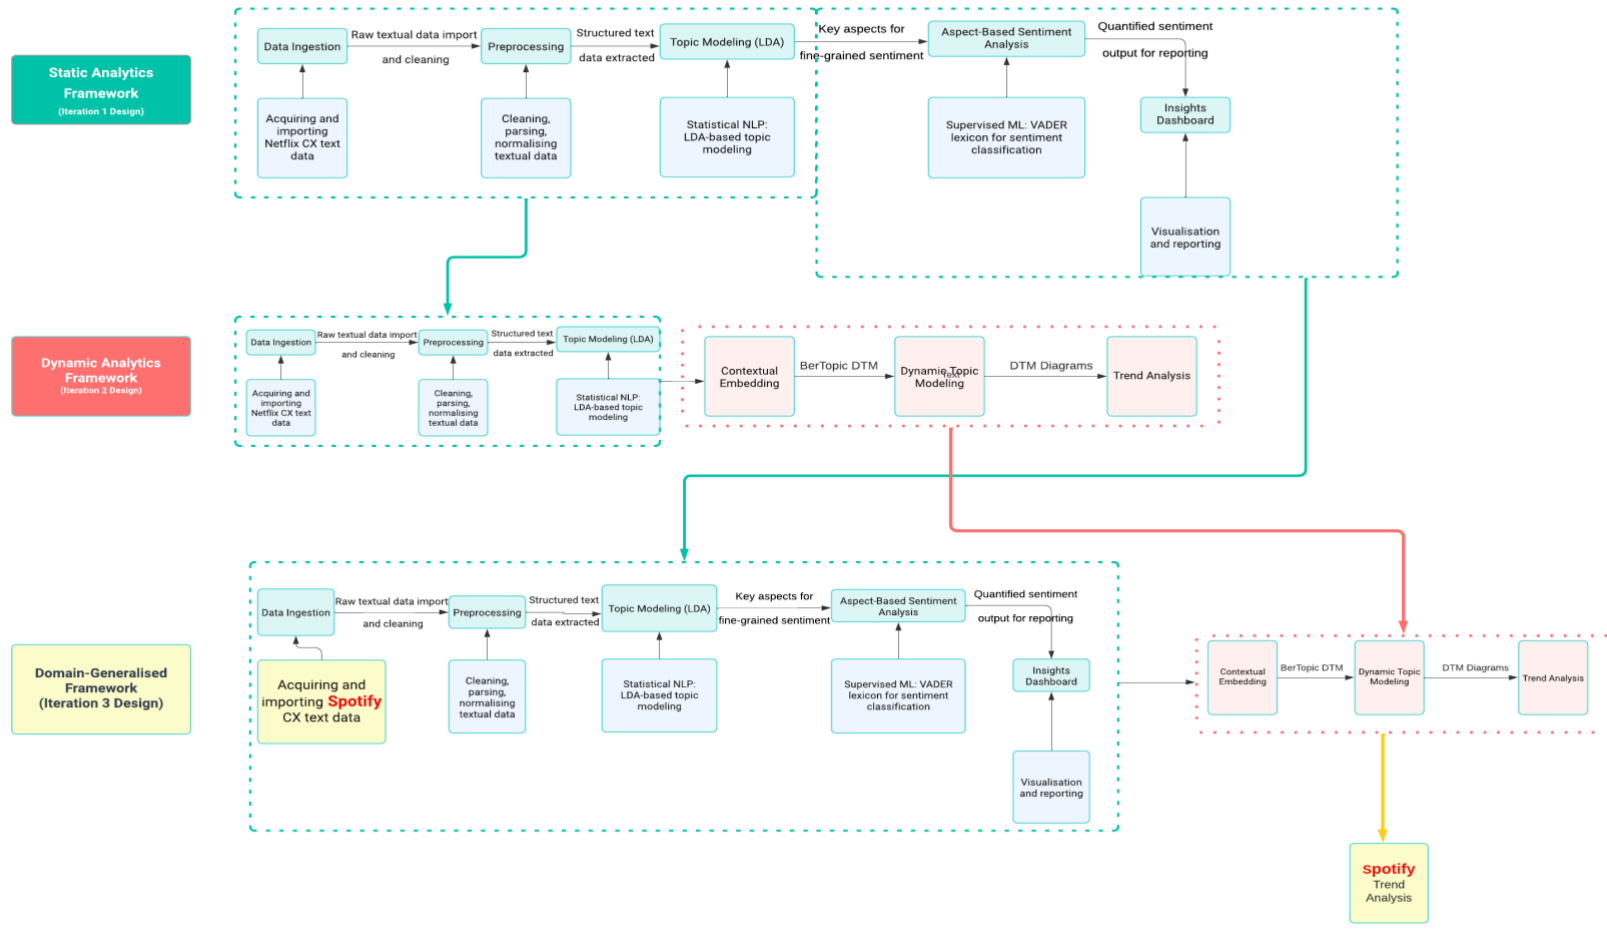 Static Analytics
Framework
(Iteration 1 Design)
Data Ingestion
Raw textual data import
and cleaning
Preprocessing
Structured text
data extracted
Topic Modeling (LDA)
Key aspects for
fine-grained sentiment
Aspect-Based Sentiment
Analysis
Quantified sentiment
output for reporting
Acquiring and
importing
Netflix CX text
data
Cleaning,
parsing,
normalising
textual data
Statistical NLP:
LDA-based topic
modeling
Supervised ML: VADER
lexicon for sentiment
classification
Insights
Dashboard
Visualisation
and reporting
Dynamic Analytics
Framework
(Iteration 2 Design)
Data Ingestion
Raw textual data import
and cleaning
Preprocessing
Structured text
data extracted
Topic Modeling (LDA)
Acquiring and
importing
Netflix CX text
data
Cleaning,
parsing,
normalising
textual data
Statistical NLP:
LDA-based topic
modeling
Contextual
Embedding
BerTopic DTM
Dynamic Topic
Modeling
Text
DTM Diagrams
Trend Analysis
Domain-Generalised
Framework
(Iteration 3 Design)
Data Ingestion
Raw textual data import
and cleaning
Preprocessing
Structured text
data extracted
Topic Modeling (LDA)
Key aspects for
fine-grained sentiment
Aspect-Based Sentiment
Analysis
Quantified sentiment
output for reporting
Acquiring and
importing Spotify
CX text data
Cleaning,
parsing,
normalising
textual data
Statistical NLP:
LDA-based topic
modeling
Supervised ML: VADER
lexicon for sentiment
classification
Insights
Dashboard
Visualisation
and reporting
Contextual
Embedding
BerTopic DTM
Dynamic Topic
Modeling
DTM Diagrams
Trend Analysis
Spotify
Trend
Analysis